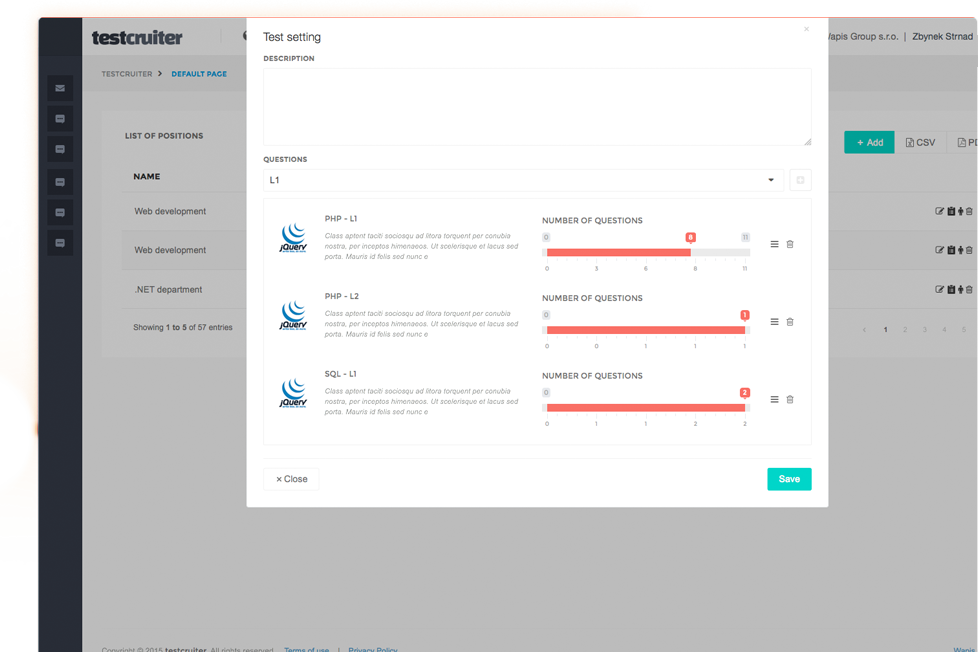 testcruiter
Wapis Group s.r.o. | Zbynek Strnad
TESTCRUITER > DEFAULT PAGE
LIST OF POSITIONS
+ Add
CSV
NAME
Web development
Web development
.NET department
Showing 1 to 5 of 57 entries
‹ 1 2 3 4 5
Test setting
×
DESCRIPTION
QUESTIONS
L1
PHP - L1
Class aptent taciti sociosqu ad litora torquent per conubia
nostra, per inceptos himenaeos. Ut scelerisque et lacus sed
porta. Mauris id felis sed nunc e
jQuery
NUMBER OF QUESTIONS
0 8 11
0 3 6 8 11
PHP - L2
Class aptent taciti sociosqu ad litora torquent per conubia
nostra, per inceptos himenaeos. Ut scelerisque et lacus sed
porta. Mauris id felis sed nunc e
jQuery
NUMBER OF QUESTIONS
0 1
0 0 1 1 1
SQL - L1
Class aptent taciti sociosqu ad litora torquent per conubia
nostra, per inceptos himenaeos. Ut scelerisque et lacus sed
porta. Mauris id felis sed nunc e
jQuery
NUMBER OF QUESTIONS
0 2
0 1 1 2 2
× Close
Save
Copyright © 2015 testcruiter. All rights reserved. Terms of use | Privacy Policy
Wapis